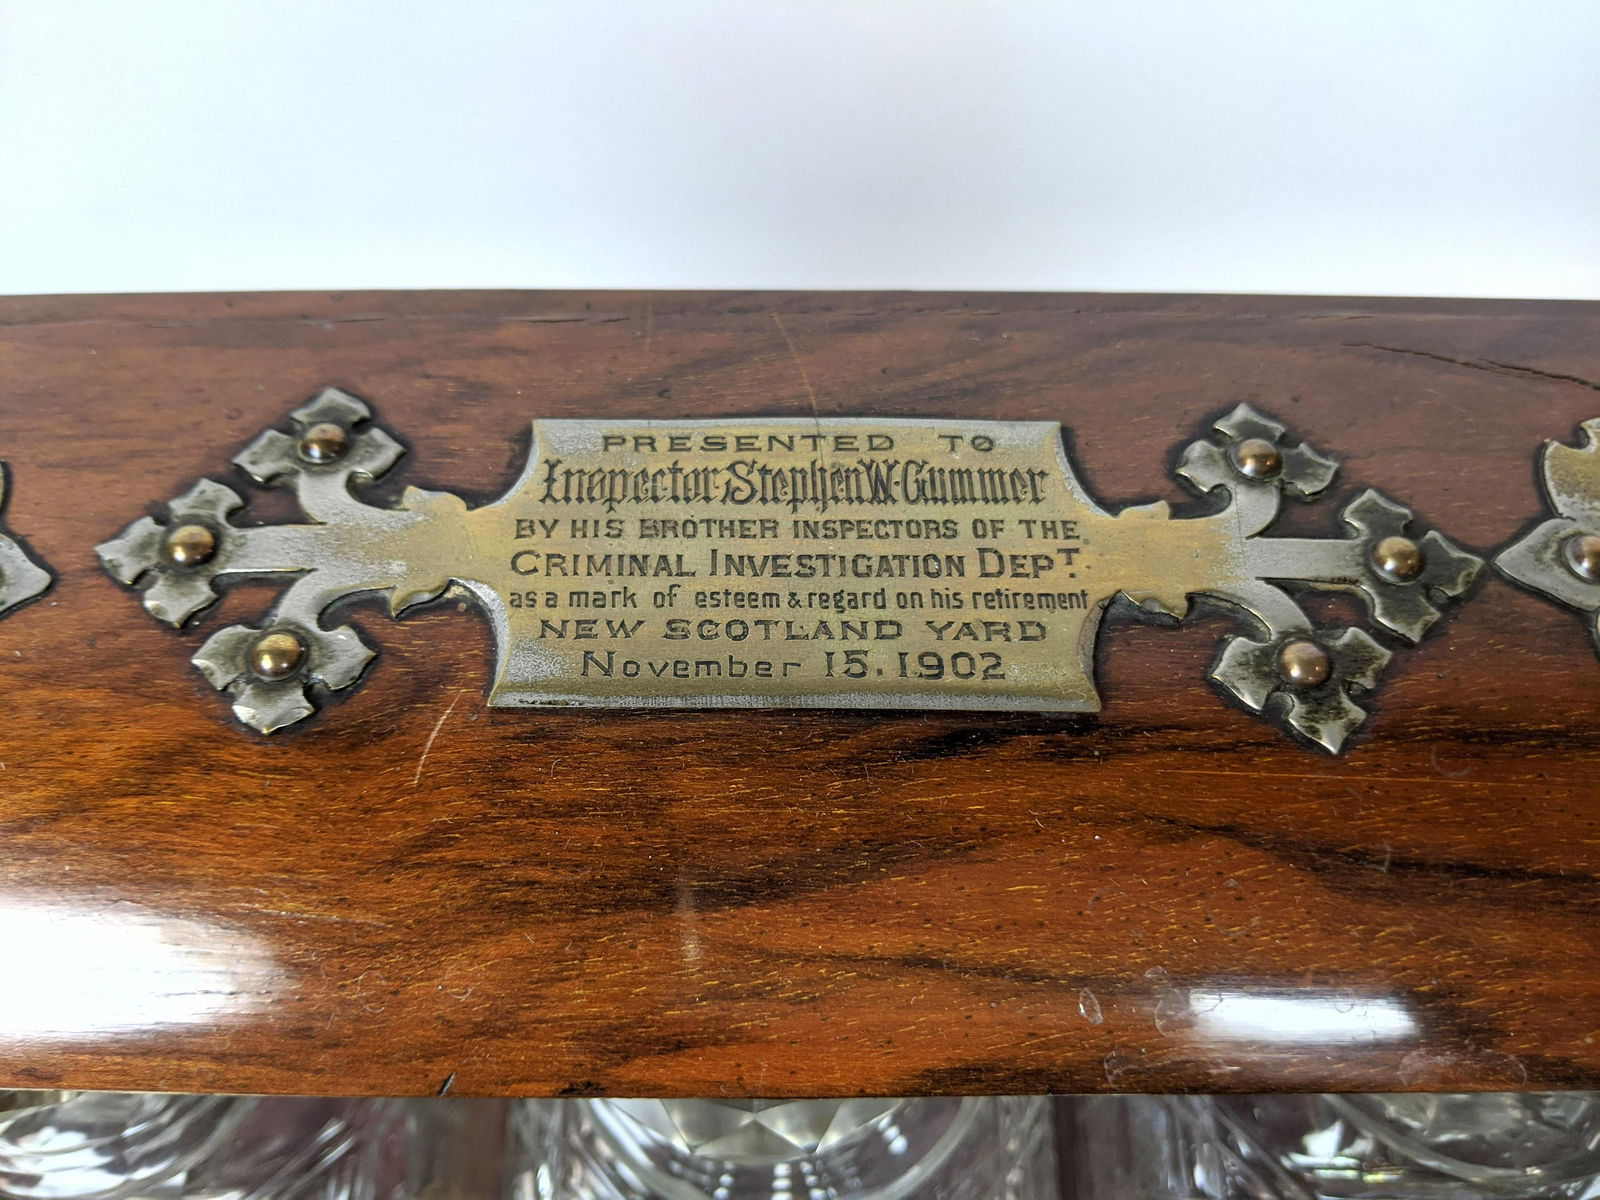 PRESENTED TO
Inspector Stephen W. Gummer
BY HIS BROTHER INSPECTORS OF THE
CRIMINAL INVESTIGATION DEPT.
as a mark of esteem & regard on his retirement
NEW SCOTLAND YARD
November 15. 1902